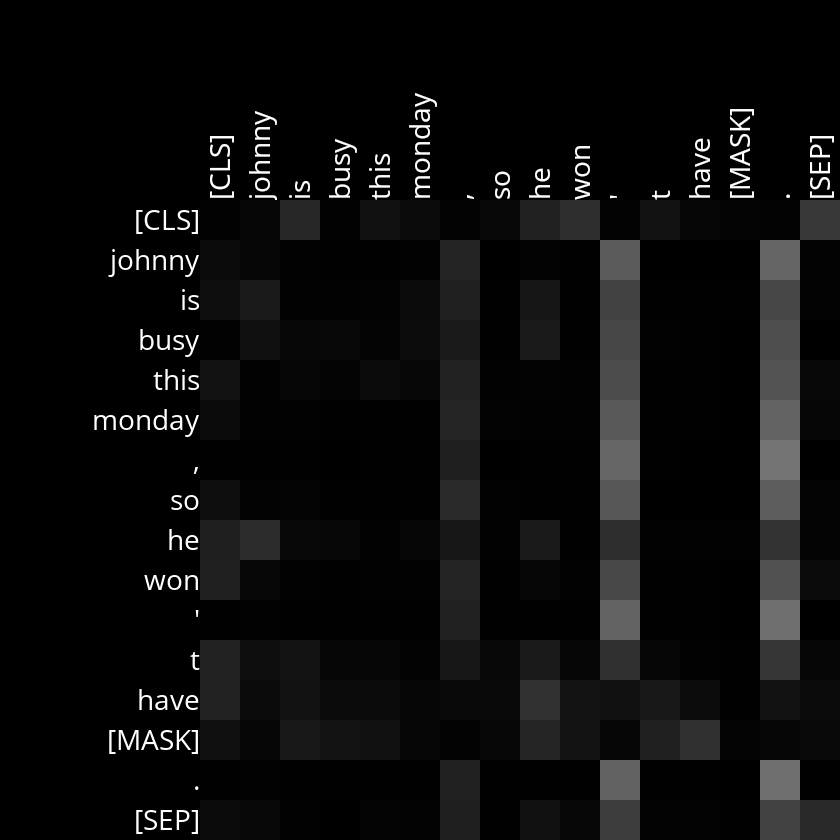 [CLS] johnny is busy this monday , so he won ' t have [MASK] . [SEP]
[CLS]
johnny
is
busy
this
monday
,
so
he
won
'
t
have
[MASK]
.
[SEP]